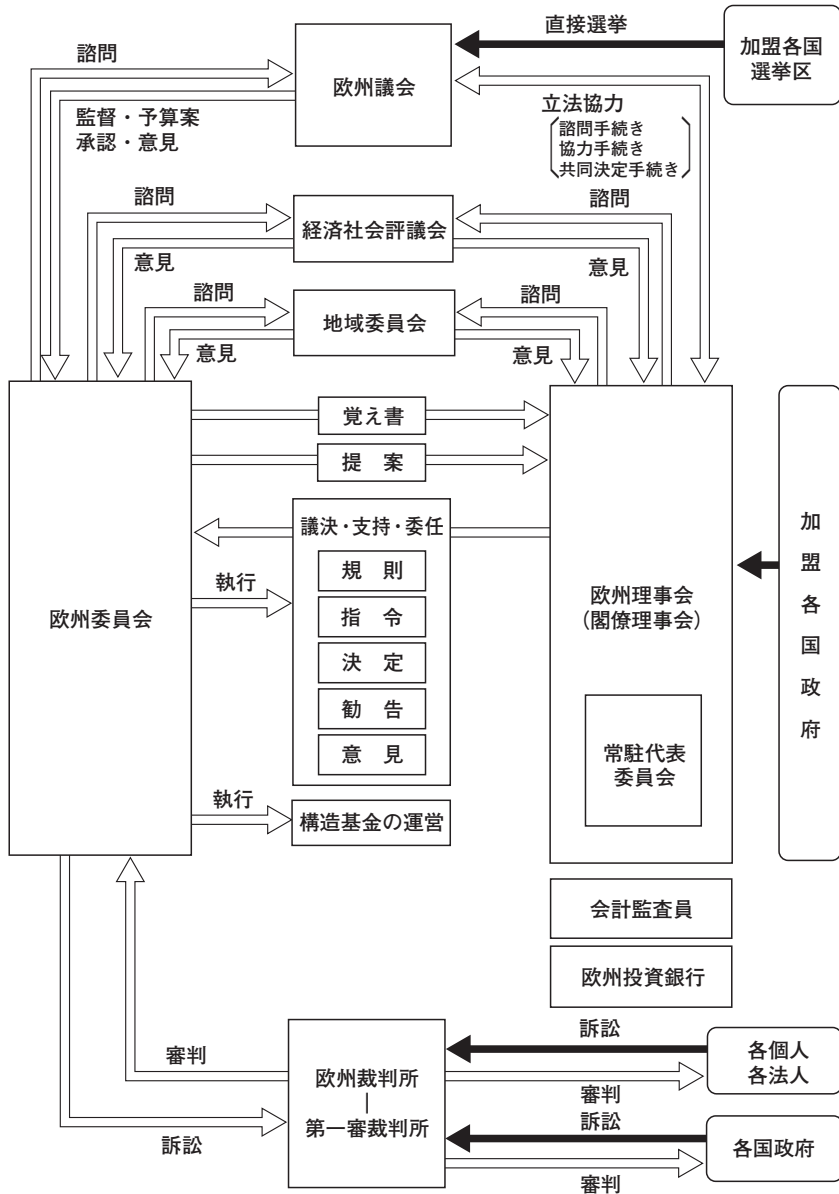 直接選挙
加盟各国
選挙区
諮問
欧州議会
監督・予算案
承認・意見
立法協力
諮問手続き
協力手続き
共同決定手続き
諮問
経済社会評議会
諮問
意見
意見
諮問
地域委員会
諮問
意見
意見
覚え書
提 案
議決・支持・委任
規 則
指 令
決 定
勧 告
意 見
執行
欧州委員会
欧州理事会
(閣僚理事会)
常駐代表
委員会
加盟各国政府
執行
構造基金の運営
会計監査員
欧州投資銀行
訴訟
各個人
各法人
審判
欧州裁判所
|
第一審裁判所
審判
訴訟
訴訟
各国政府
審判